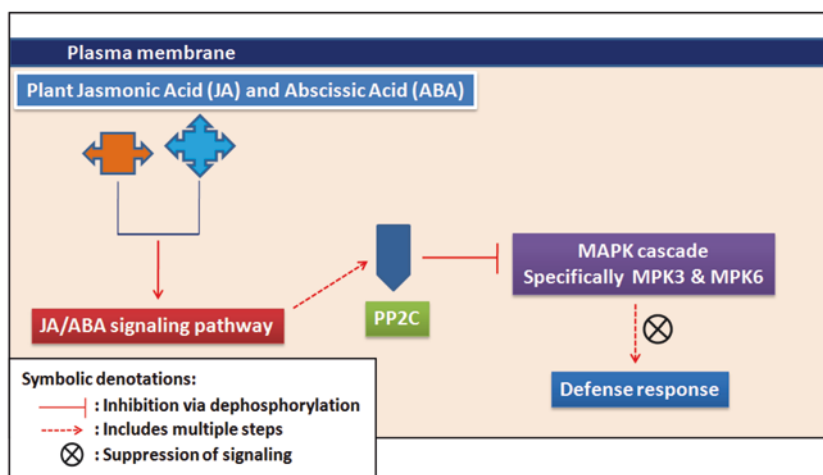 Plasma membrane
Plant Jasmonic Acid (JA) and Abscissic Acid (ABA)
MAPK cascade
Specifically MPK3 & MPK6
JA/ABA signaling pathway
PP2C
Defense response
Symbolic denotations:
: Inhibition via dephosphorylation
: Includes multiple steps
: Suppression of signaling